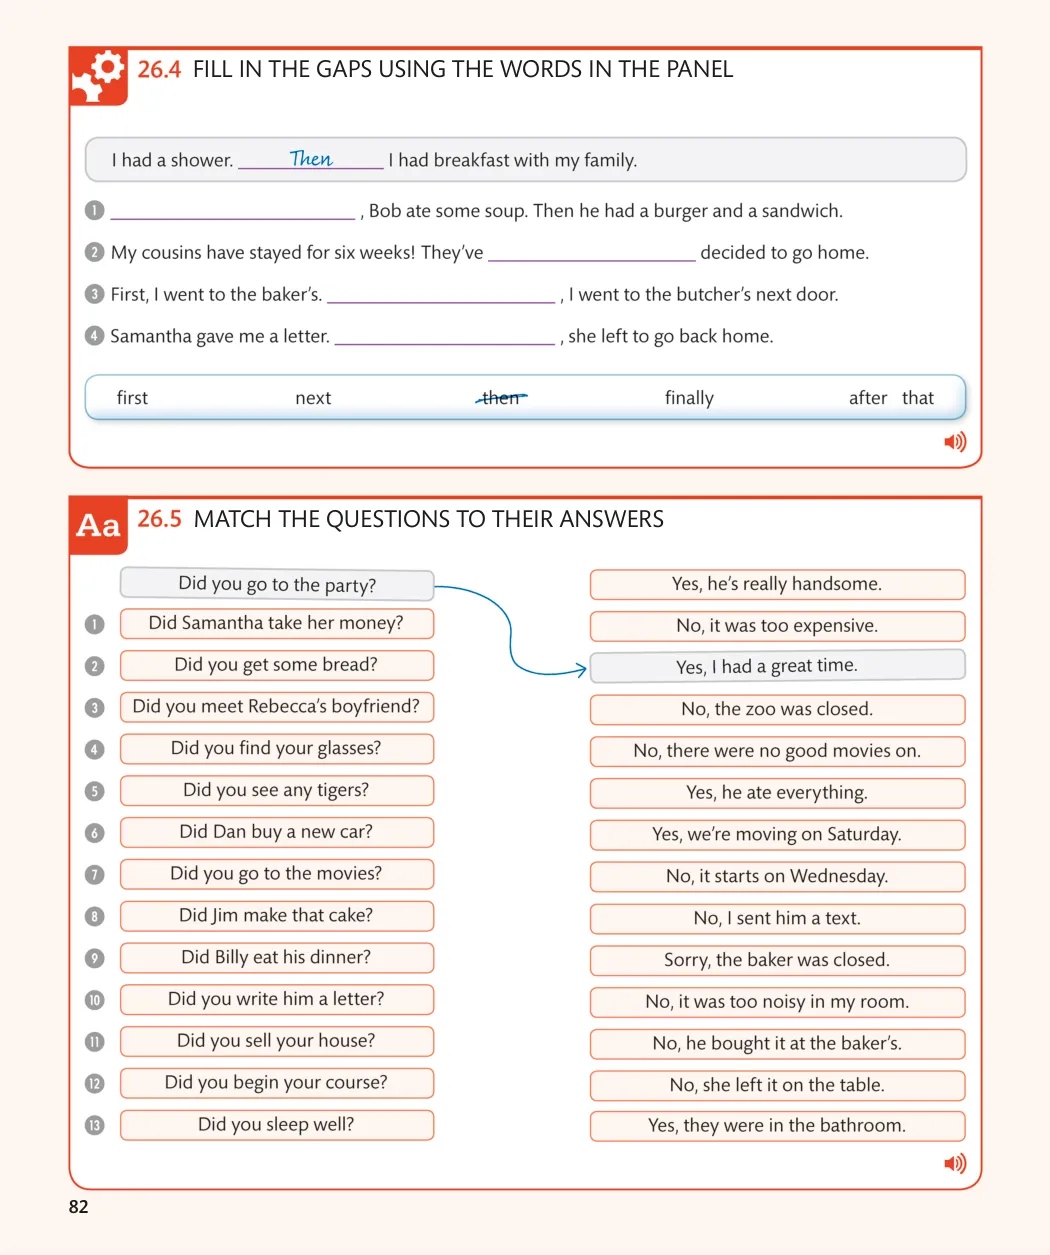 26.4 FILL IN THE GAPS USING THE WORDS IN THE PANEL
I had a shower. Then I had breakfast with my family.
1 , Bob ate some soup. Then he had a burger and a sandwich.
2 My cousins have stayed for six weeks! They’ve decided to go home.
3 First, I went to the baker’s. , I went to the butcher’s next door.
4 Samantha gave me a letter. , she left to go back home.
first next then finally after that
Aa 26.5 MATCH THE QUESTIONS TO THEIR ANSWERS
Did you go to the party?
1 Did Samantha take her money?
2 Did you get some bread?
3 Did you meet Rebecca’s boyfriend?
4 Did you find your glasses?
5 Did you see any tigers?
6 Did Dan buy a new car?
7 Did you go to the movies?
8 Did Jim make that cake?
9 Did Billy eat his dinner?
10 Did you write him a letter?
11 Did you sell your house?
12 Did you begin your course?
13 Did you sleep well?
Yes, he’s really handsome.
No, it was too expensive.
Yes, I had a great time.
No, the zoo was closed.
No, there were no good movies on.
Yes, he ate everything.
Yes, we’re moving on Saturday.
No, it starts on Wednesday.
No, I sent him a text.
Sorry, the baker was closed.
No, it was too noisy in my room.
No, he bought it at the baker’s.
No, she left it on the table.
Yes, they were in the bathroom.
82